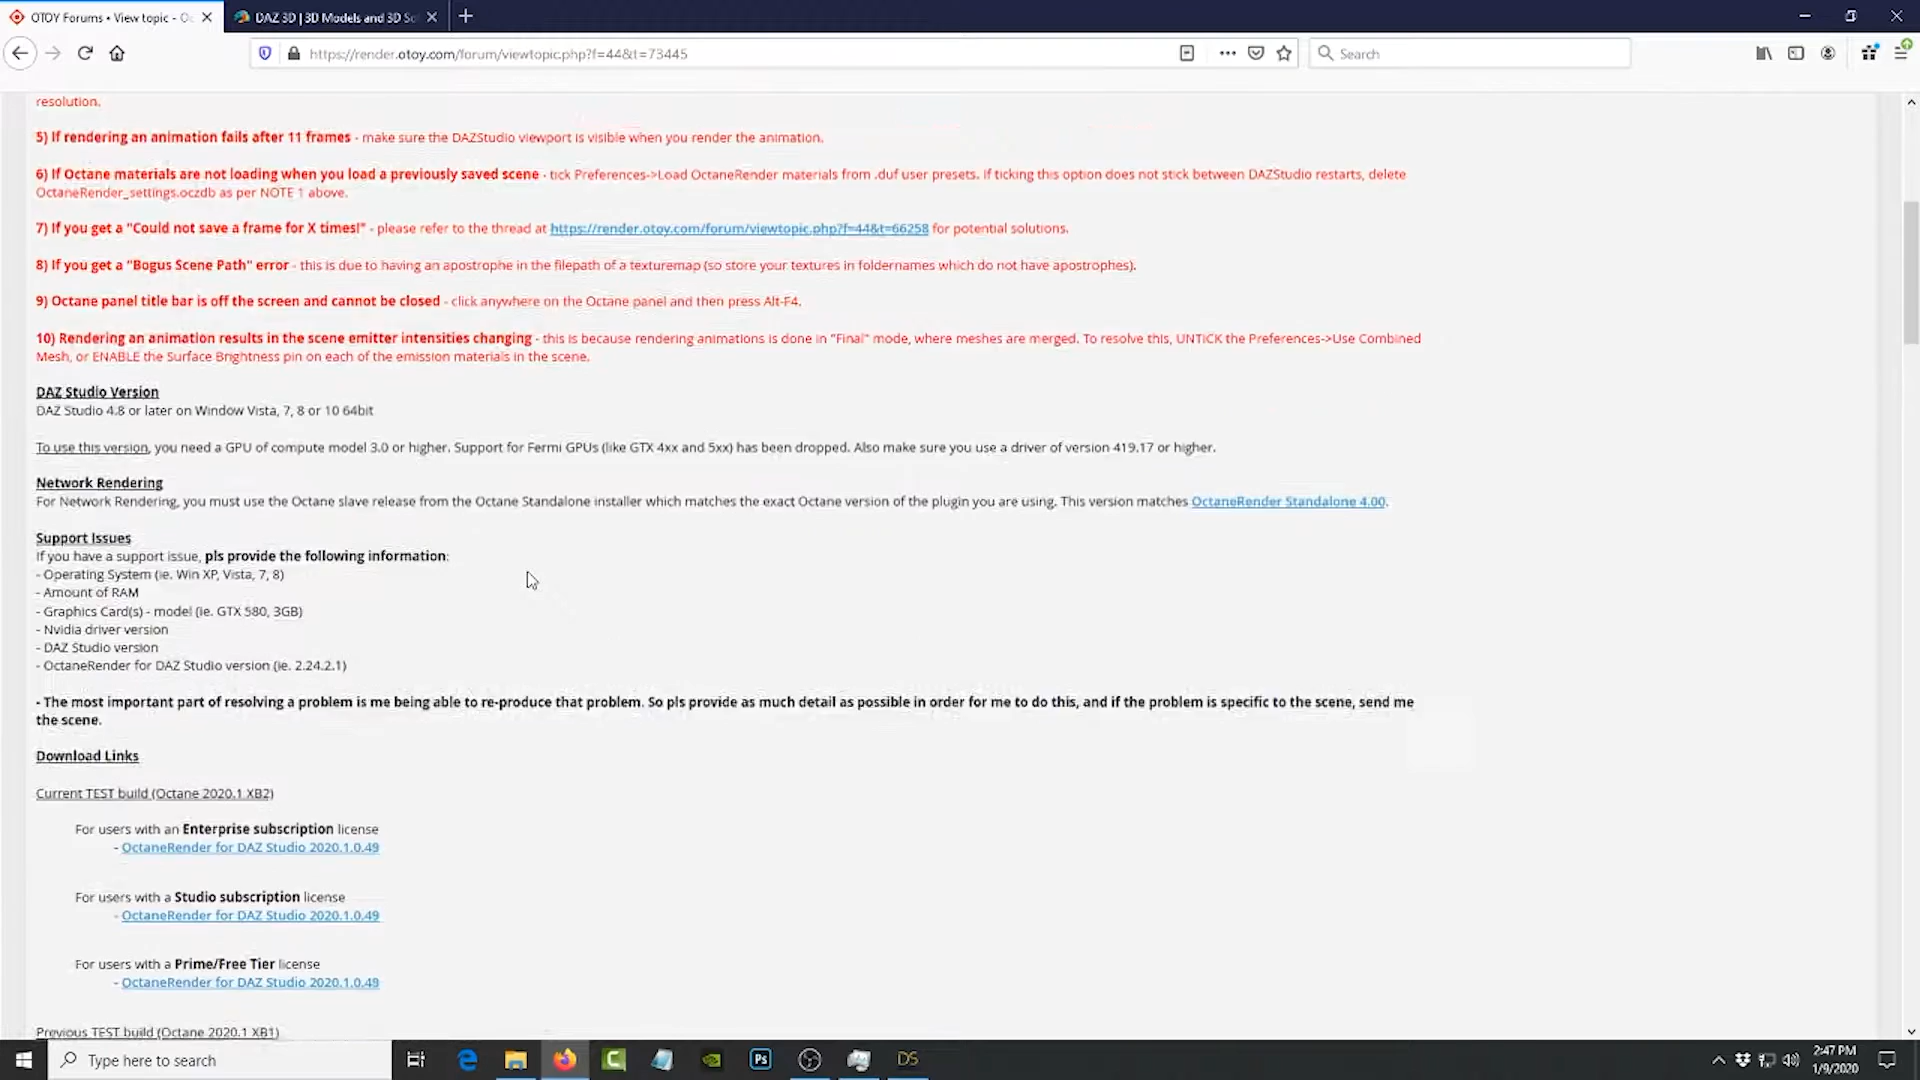 OTOY Forums • View topic - Oc
DAZ 3D | 3D Models and 3D So
https://render.otoy.com/forum/viewtopic.php?f=44&t=73445
Search
resolution.
5) If rendering an animation fails after 11 frames - make sure the DAZStudio viewport is visible when you render the animation.
6) If Octane materials are not loading when you load a previously saved scene - tick Preferences->Load OctaneRender materials from .duf user presets. If ticking this option does not stick between DAZStudio restarts, delete
OctaneRender_settings.oczdb as per NOTE 1 above.
7) If you get a "Could not save a frame for X times!" - please refer to the thread at https://render.otoy.com/forum/viewtopic.php?f=44&t=66258 for potential solutions.
8) If you get a "Bogus Scene Path" error - this is due to having an apostrophe in the filepath of a texturemap (so store your textures in foldernames which do not have apostrophes).
9) Octane panel title bar is off the screen and cannot be closed - click anywhere on the Octane panel and then press Alt-F4.
10) Rendering an animation results in the scene emitter intensities changing - this is because rendering animations is done in "Final" mode, where meshes are merged. To resolve this, UNTICK the Preferences->Use Combined
Mesh, or ENABLE the Surface Brightness pin on each of the emission materials in the scene.
DAZ Studio Version
DAZ Studio 4.8 or later on Window Vista, 7, 8 or 10 64bit
To use this version, you need a GPU of compute model 3.0 or higher. Support for Fermi GPUs (like GTX 4xx and 5xx) has been dropped. Also make sure you use a driver of version 419.17 or higher.
Network Rendering
For Network Rendering, you must use the Octane slave release from the Octane Standalone installer which matches the exact Octane version of the plugin you are using. This version matches OctaneRender Standalone 4.00.
Support Issues
If you have a support issue, pls provide the following information:
- Operating System (ie. Win XP, Vista, 7, 8)
- Amount of RAM
- Graphics Card(s) - model (ie. GTX 580, 3GB)
- Nvidia driver version
- DAZ Studio version
- OctaneRender for DAZ Studio version (ie. 2.24.2.1)
- The most important part of resolving a problem is me being able to re-produce that problem. So pls provide as much detail as possible in order for me to do this, and if the problem is specific to the scene, send me
the scene.
Download Links
Current TEST build (Octane 2020.1 XB2)
For users with an Enterprise subscription license
- OctaneRender for DAZ Studio 2020.1.0.49
For users with a Studio subscription license
- OctaneRender for DAZ Studio 2020.1.0.49
For users with a Prime/Free Tier license
- OctaneRender for DAZ Studio 2020.1.0.49
Previous TEST build (Octane 2020.1 XB1)
Type here to search
Ps
DS
2:47 PM
1/9/2020